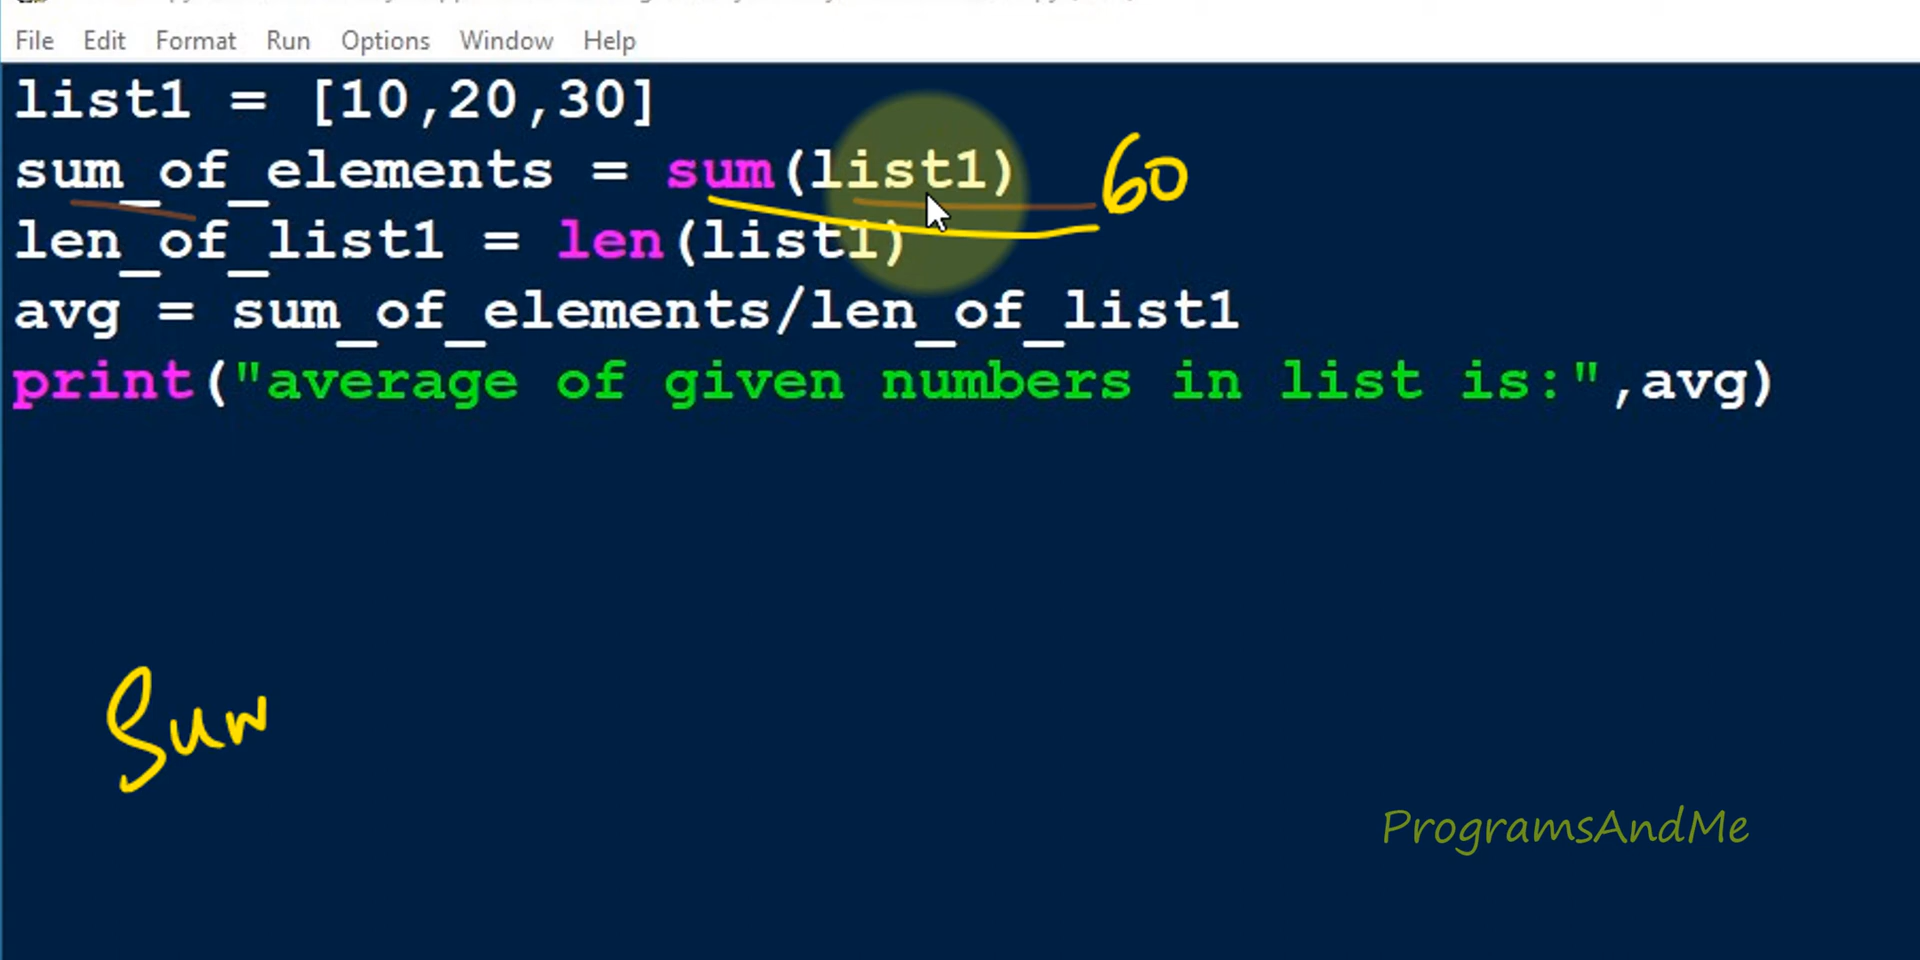 File Edit Format Run Options Window Help
list1 = [10,20,30]
sum_of_elements = sum(list1) 60
len_of_list1 = len(list1)
avg = sum_of_elements/len_of_list1
print("average of given numbers in list is:",avg)
Sum
ProgramsAndMe